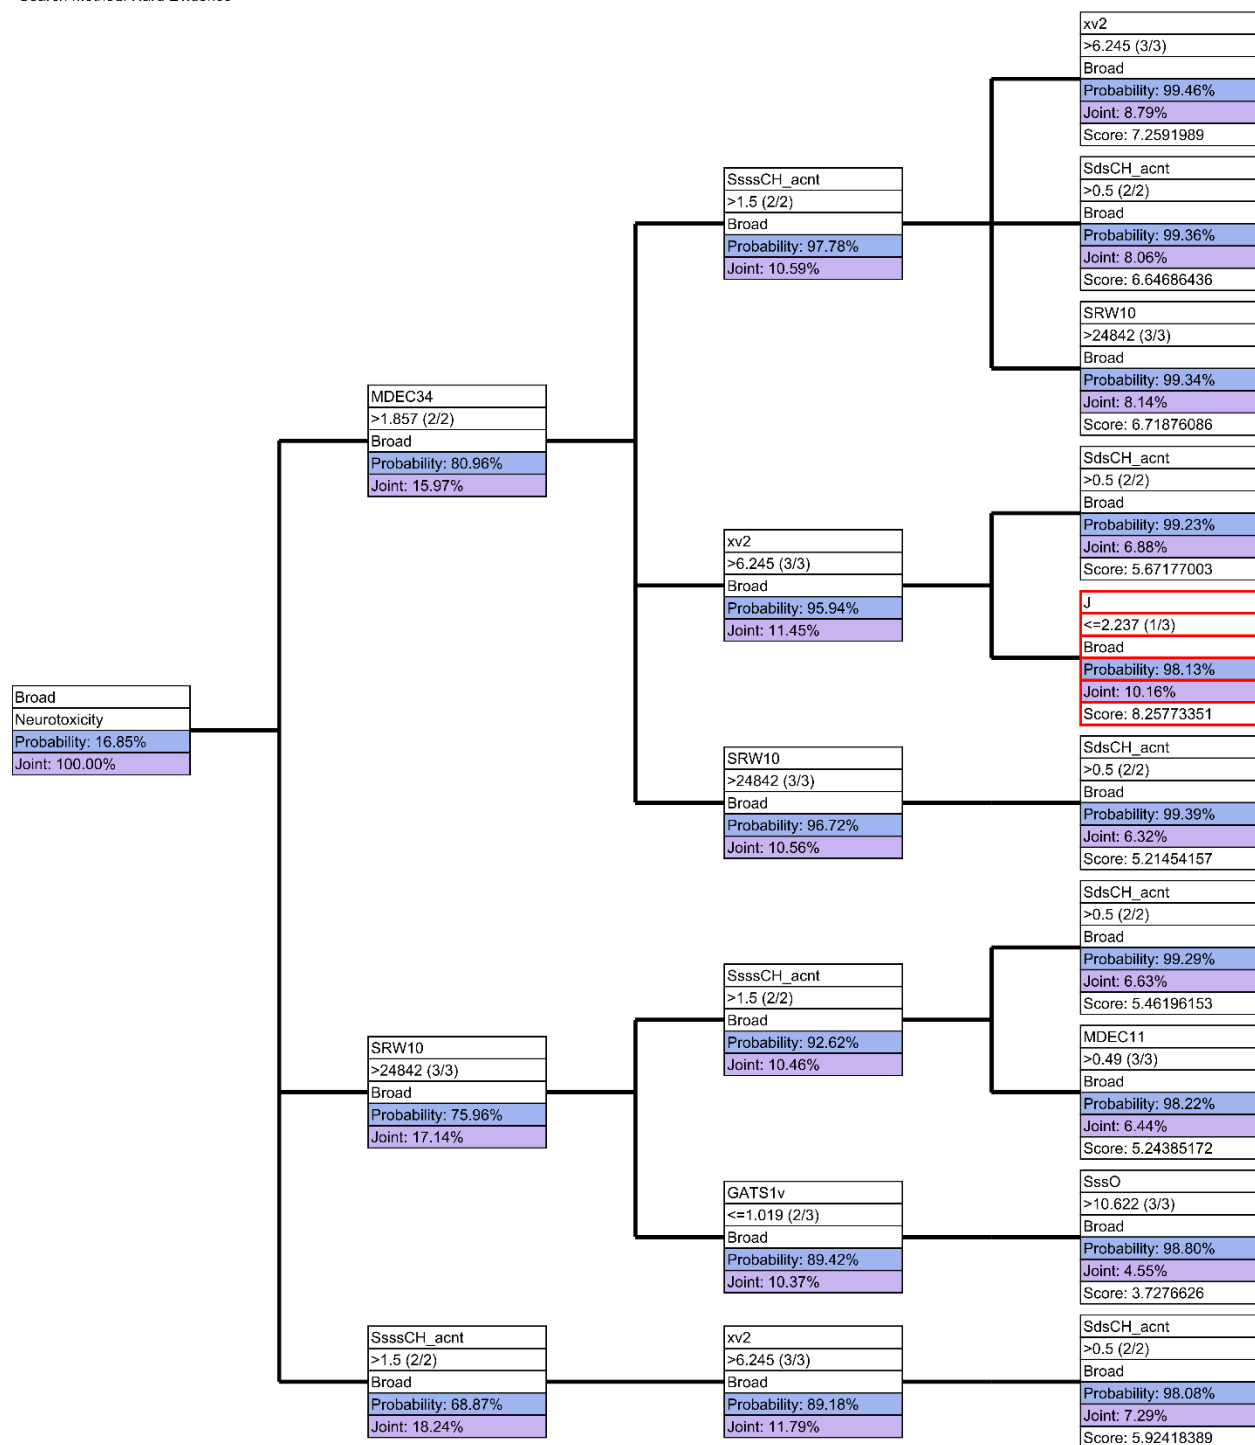 xv2
>6.245 (3/3)
Broad
Probability: 99.46%
Joint: 8.79%
Score: 7.2591989
SdsCH_acnt
>0.5 (2/2)
Broad
Probability: 99.36%
Joint: 8.06%
Score: 6.64686436
SsssCH_acnt
>1.5 (2/2)
Broad
Probability: 97.78%
Joint: 10.59%
SRW10
>24842 (3/3)
Broad
Probability: 99.34%
Joint: 8.14%
Score: 6.71876086
MDEC34
>1.857 (2/2)
Broad
Probability: 80.96%
Joint: 15.97%
SdsCH_acnt
>0.5 (2/2)
Broad
Probability: 99.23%
Joint: 6.88%
Score: 5.67177003
xv2
>6.245 (3/3)
Broad
Probability: 95.94%
Joint: 11.45%
J
<=2.237 (1/3)
Broad
Probability: 98.13%
Joint: 10.16%
Score: 8.25773351
Broad
Neurotoxicity
Probability: 16.85%
Joint: 100.00%
SRW10
>24842 (3/3)
Broad
Probability: 96.72%
Joint: 10.56%
SdsCH_acnt
>0.5 (2/2)
Broad
Probability: 99.39%
Joint: 6.32%
Score: 5.21454157
SdsCH_acnt
>0.5 (2/2)
Broad
Probability: 99.29%
Joint: 6.63%
Score: 5.46196153
SsssCH_acnt
>1.5 (2/2)
Broad
Probability: 92.62%
Joint: 10.46%
MDEC11
>0.49 (3/3)
Broad
Probability: 98.22%
Joint: 6.44%
Score: 5.24385172
SRW10
>24842 (3/3)
Broad
Probability: 75.96%
Joint: 17.14%
GATS1v
<=1.019 (2/3)
Broad
Probability: 89.42%
Joint: 10.37%
SssO
>10.622 (3/3)
Broad
Probability: 98.80%
Joint: 4.55%
Score: 3.7276626
SsssCH_acnt
>1.5 (2/2)
Broad
Probability: 68.87%
Joint: 18.24%
xv2
>6.245 (3/3)
Broad
Probability: 89.18%
Joint: 11.79%
SdsCH_acnt
>0.5 (2/2)
Broad
Probability: 98.08%
Joint: 7.29%
Score: 5.92418389